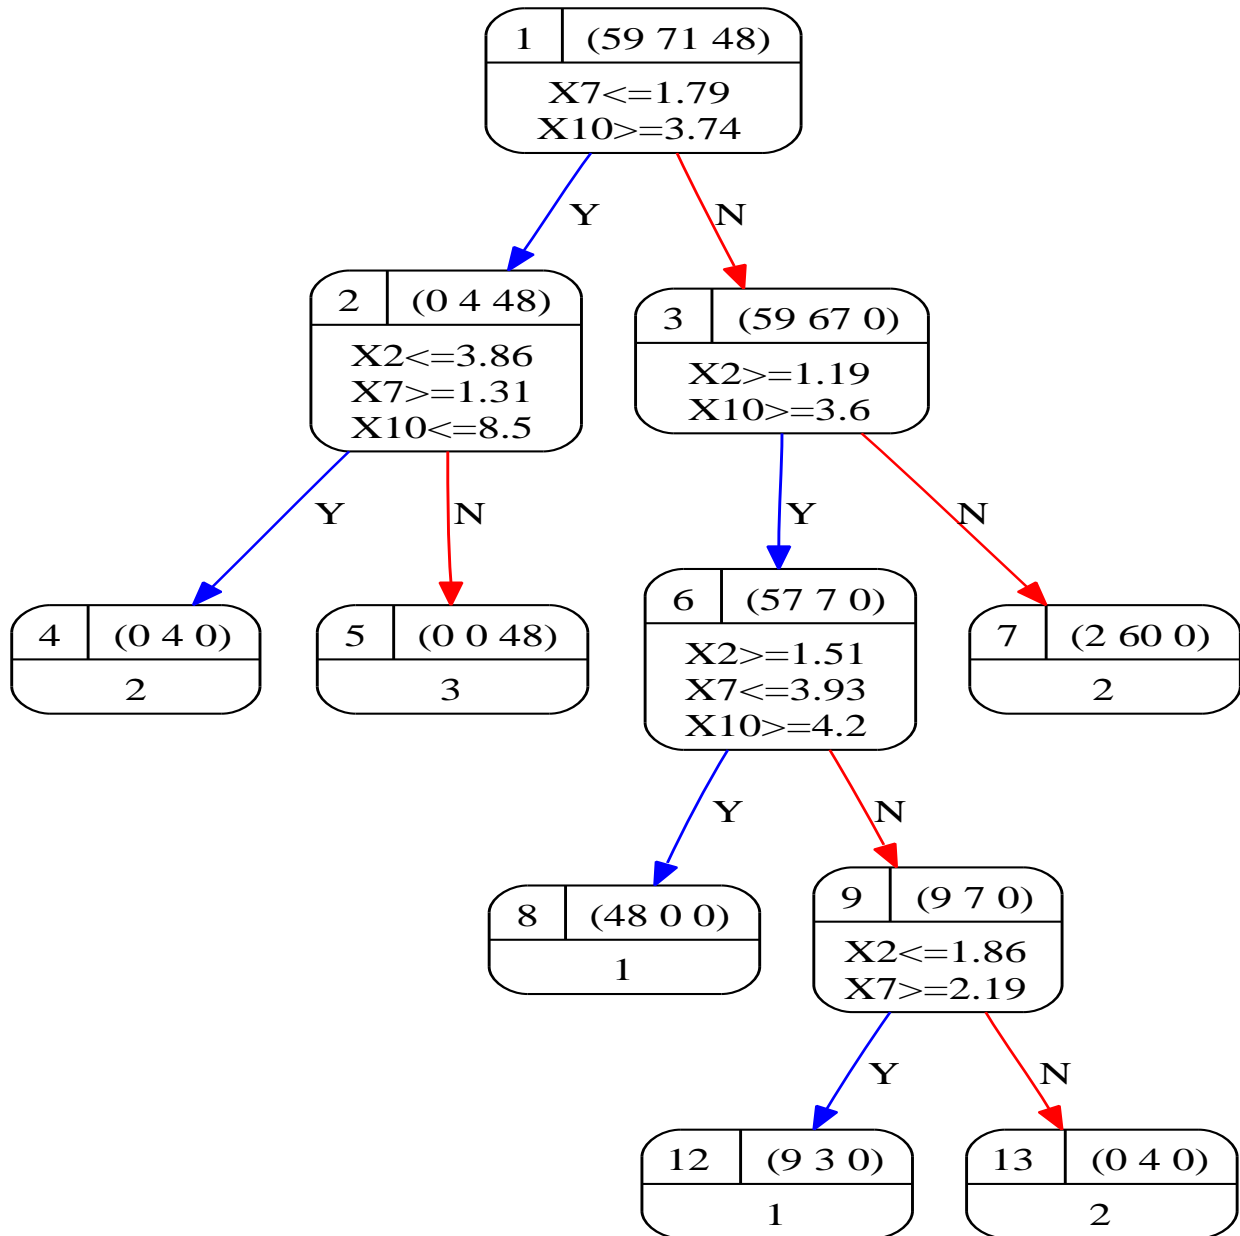 1 (59 71 48)
X7<=1.79
X10>=3.74
Y
N
2 (0 4 48)
X2<=3.86
X7>=1.31
X10<=8.5
3 (59 67 0)
X2>=1.19
X10>=3.6
Y
N
Y
N
4 (0 4 0)
2
5 (0 0 48)
3
6 (57 7 0)
X2>=1.51
X7<=3.93
X10>=4.2
7 (2 60 0)
2
Y
N
8 (48 0 0)
1
9 (9 7 0)
X2<=1.86
X7>=2.19
Y
N
12 (9 3 0)
1
13 (0 4 0)
2